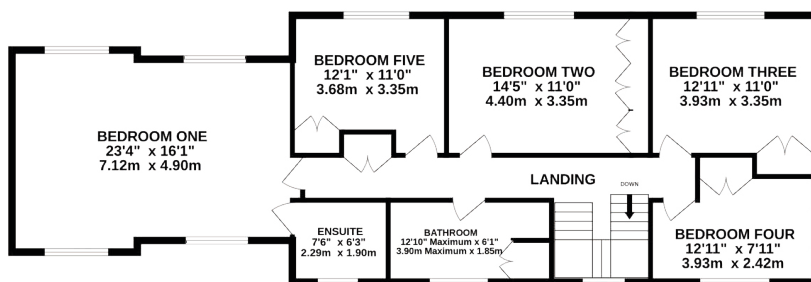 BEDROOM FIVE
12'1" x 11'0"
3.68m x 3.35m
BEDROOM TWO
14'5" x 11'0"
4.40m x 3.35m
BEDROOM THREE
12'11" x 11'0"
3.93m x 3.35m
BEDROOM ONE
23'4" x 16'1"
7.12m x 4.90m
LANDING
DOWN
ENSUITE
7'6" x 6'3"
2.29m x 1.90m
BATHROOM
12'10" Maximum x 6'1"
3.90m Maximum x 1.85m
BEDROOM FOUR
12'11" x 7'11"
3.93m x 2.42m